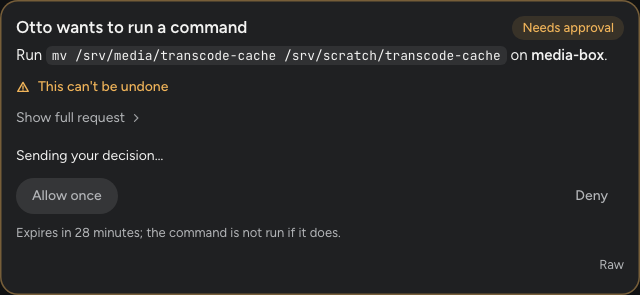 Otto wants to run a command
Needs approval
Run mv /srv/media/transcode-cache /srv/scratch/transcode-cache on media-box.
This can't be undone
Show full request
Sending your decision...
Allow once
Deny
Expires in 28 minutes; the command is not run if it does.
Raw